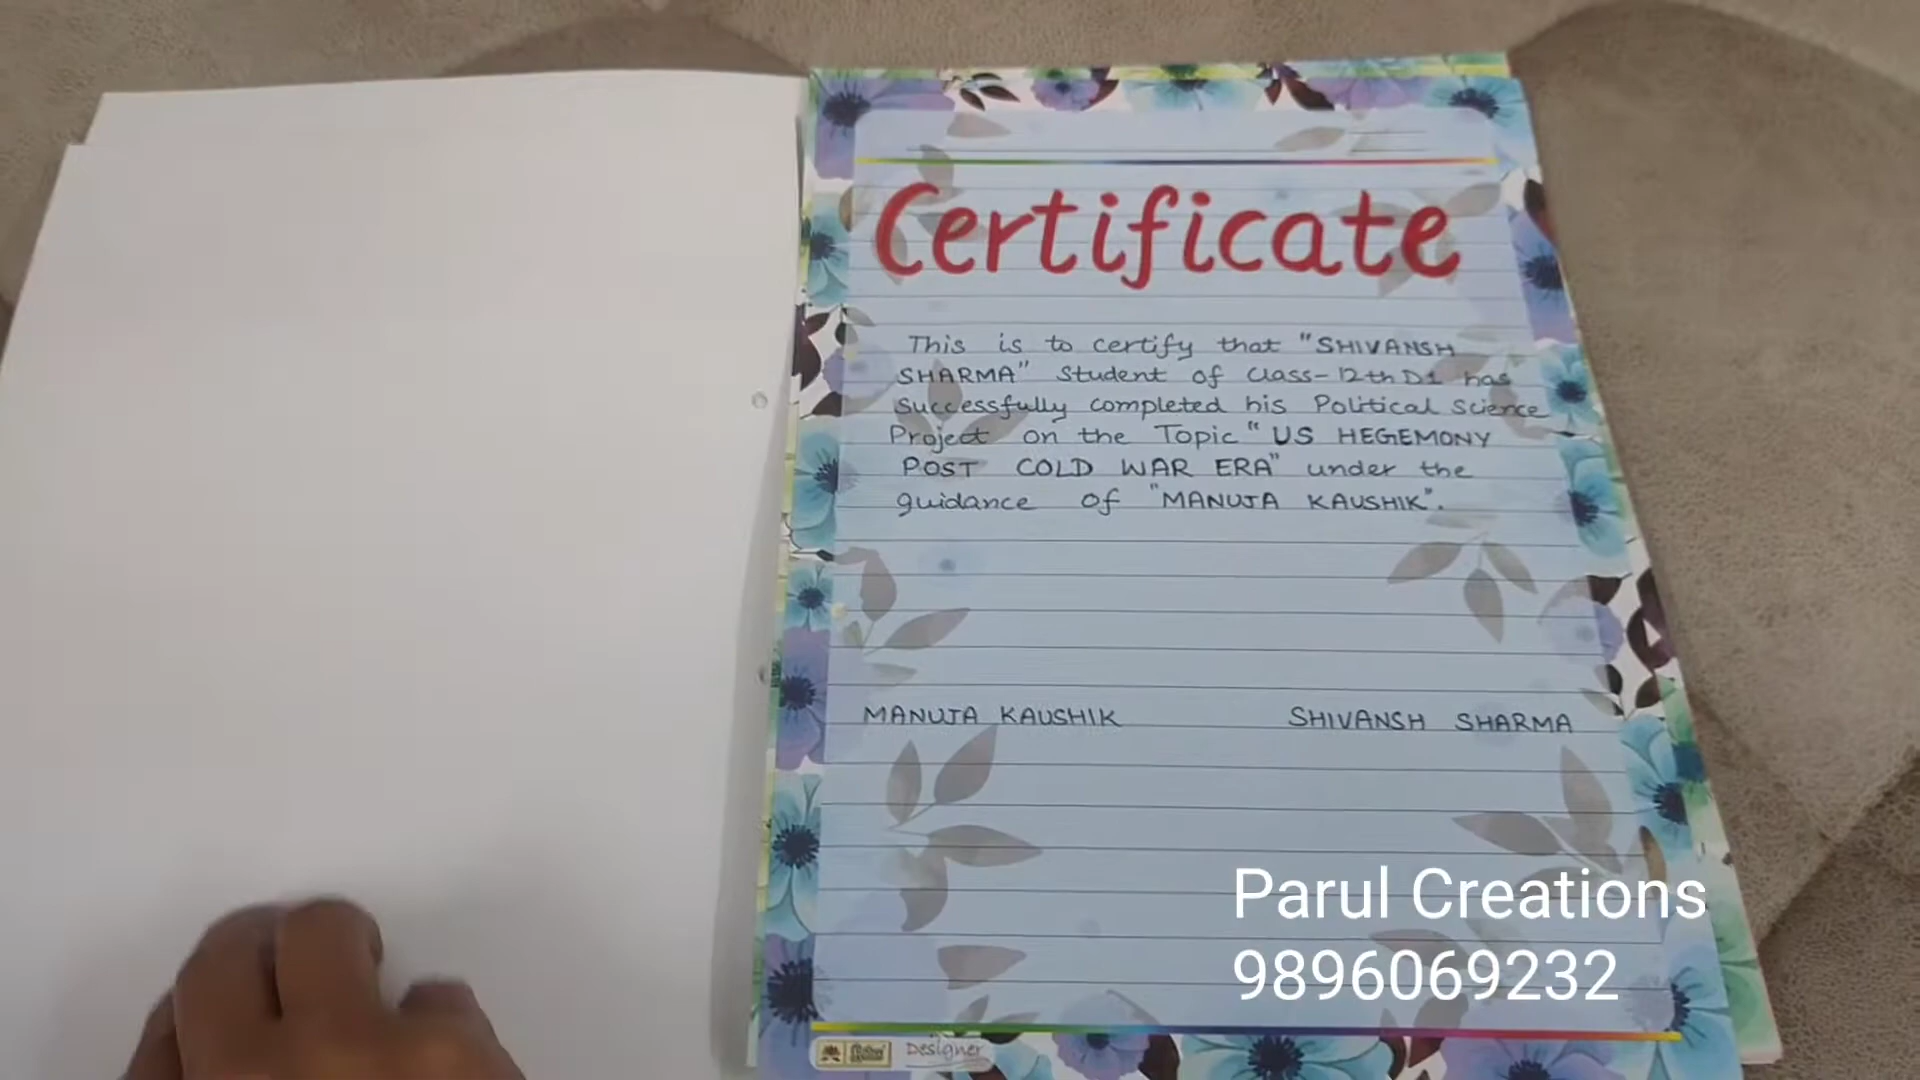 Certificate
This is to certify that "SHIVANSH
SHARMA" Student of Class-12th D1 has
Successfully completed his Political Science
Project on the Topic "US HEGEMONY
POST COLD WAR ERA" under the
guidance of "MANUJA KAUSHIK".
MANUJA KAUSHIK SHIVANSH SHARMA
Parul Creations
9896069232
Designer